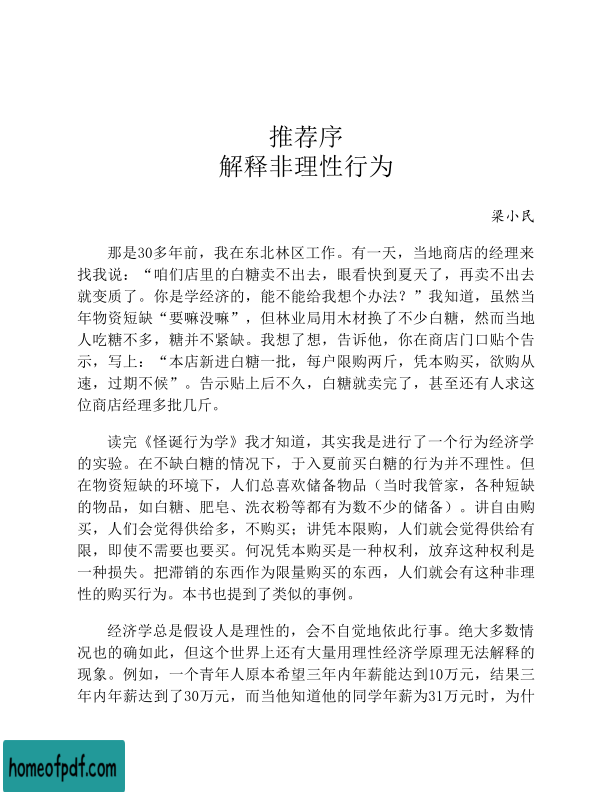 推荐序
解释非理性行为
梁小民
那是30多年前，我在东北林区工作。有一天，当地商店的经理来
找我说：“咱们店里的白糖卖不出去，眼看快到夏天了，再卖不出去
就变质了。你是学经济的，能不能给我想个办法？”我知道，虽然当
年物资短缺“要嘛没嘛”，但林业局用木材换了不少白糖，然而当地
人吃糖不多，糖并不紧缺。我想了想，告诉他，你在商店门口贴个告
示，写上：“本店新进白糖一批，每户限购两斤，凭本购买，欲购从
速，过期不候”。告示贴上后不久，白糖就卖完了，甚至还有人求这
位商店经理多批几斤。
读完《怪诞行为学》我才知道，其实我是进行了一个行为经济学
的实验。在不缺白糖的情况下，于入夏前买白糖的行为并不理性。但
在物资短缺的环境下，人们总喜欢储备物品（当时我管家，各种短缺
的物品，如白糖、肥皂、洗衣粉等都有为数不少的储备）。讲自由购
买，人们会觉得供给多，不购买；讲凭本限购，人们就会觉得供给有
限，即使不需要也要买。何况凭本购买是一种权利，放弃这种权利是
一种损失。把滞销的东西作为限量购买的东西，人们就会有这种非理
性的购买行为。本书也提到了类似的事例。
经济学总是假设人是理性的，会不自觉地依此行事。绝大多数情
况也的确如此，但这个世界上还有大量用理性经济学原理无法解释的
现象。例如，一个青年人原本希望三年内年薪能达到10万元，结果三
年内年薪达到了30万元，而当他知道他的同学年薪为31万元时，为什
homeofpdf.com